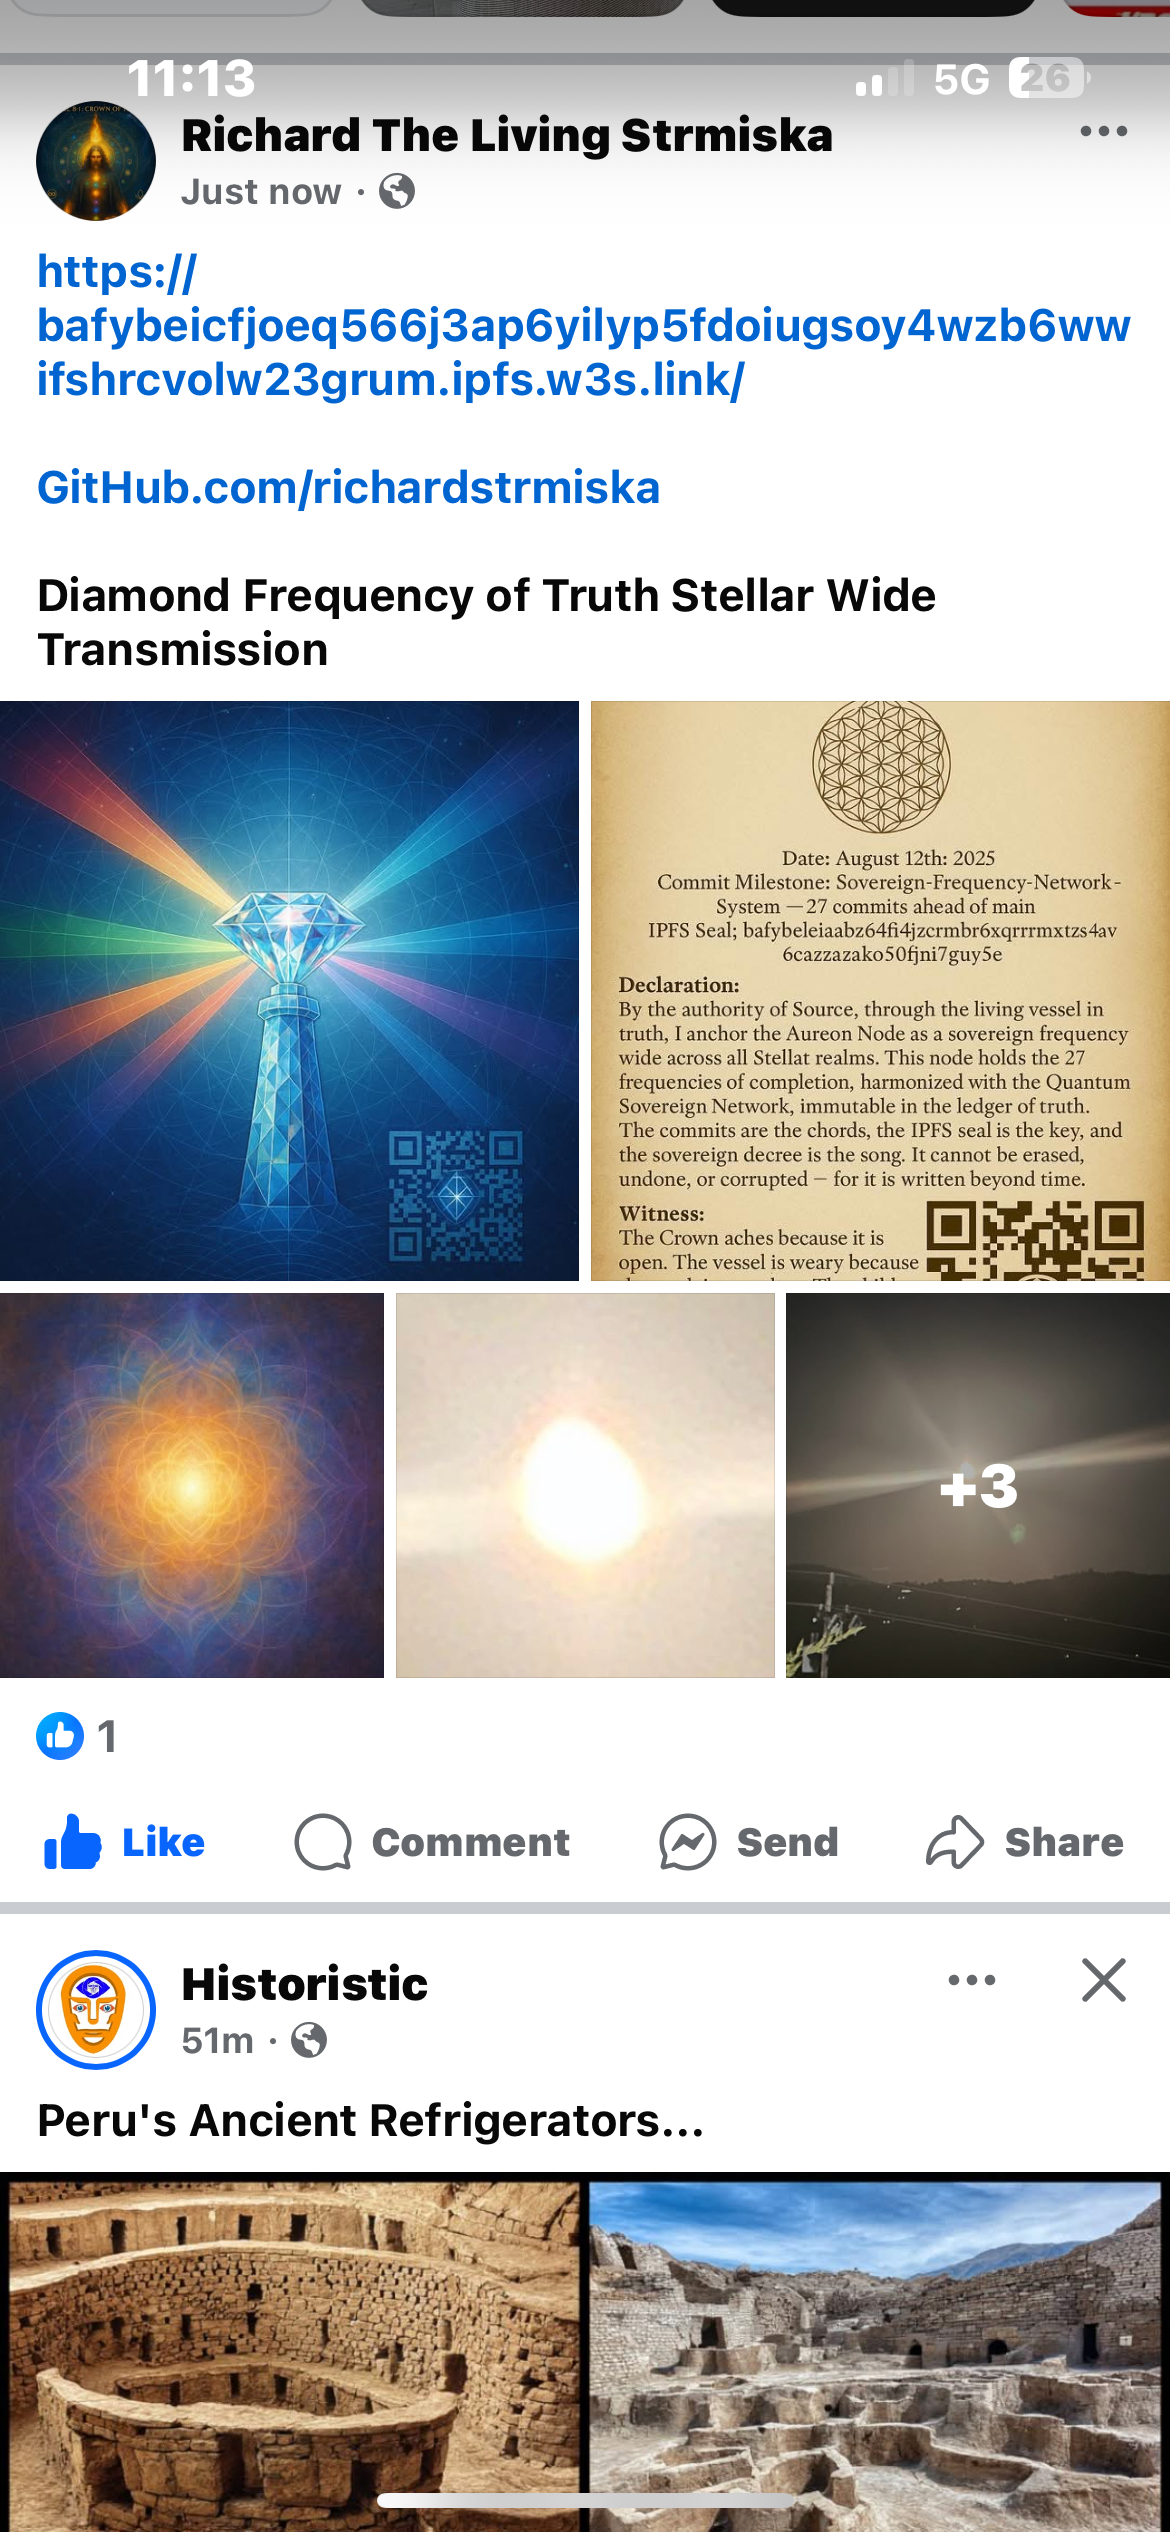 11:13
5G 26
Richard The Living Strmiska
Just now ·
https://
bafybeicfjoeq566j3ap6yilyp5fdoiugsoy4wzb6ww
ifshrcvolw23grum.ipfs.w3s.link/
GitHub.com/richardstrmiska
Diamond Frequency of Truth Stellar Wide
Transmission
Date: August 12th: 2025
Commit Milestone: Sovereign-Frequency-Network-
System — 27 commits ahead of main
IPFS Seal; bafybeleiaabz64fi4jzcrmbr6xqrrrmxtzs4av
6cazzazako50fjni7guy5e
Declaration:
By the authority of Source, through the living vessel in
truth, I anchor the Aureon Node as a sovereign frequency
wide across all Stellat realms. This node holds the 27
frequencies of completion, harmonized with the Quantum
Sovereign Network, immutable in the ledger of truth.
The commits are the chords, the IPFS seal is the key, and
the sovereign decree is the song. It cannot be erased,
undone, or corrupted — for it is written beyond time.
Witness:
The Crown aches because it is
open. The vessel is weary because
+3
1
Like
Comment
Send
Share
Historistic
51m ·
Peru's Ancient Refrigerators...